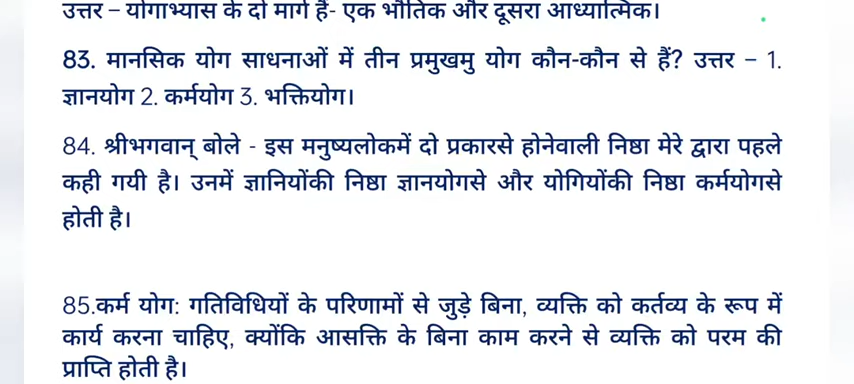 उत्तर – योगाभ्यास के दो मार्ग हैं- एक भौतिक और दूसरा आध्यात्मिक।
83. मानसिक योग साधनाओं में तीन प्रमुखमु योग कौन-कौन से हैं? उत्तर – 1.
ज्ञानयोग 2. कर्मयोग 3. भक्तियोग।
84. श्रीभगवान् बोले - इस मनुष्यलोकमें दो प्रकारसे होनेवाली निष्ठा मेरे द्वारा पहले
कही गयी है। उनमें ज्ञानियोंकी निष्ठा ज्ञानयोगसे और योगियोंकी निष्ठा कर्मयोगसे
होती है।
85.कर्म योग: गतिविधियों के परिणामों से जुड़े बिना, व्यक्ति को कर्तव्य के रूप में
कार्य करना चाहिए, क्योंकि आसक्ति के बिना काम करने से व्यक्ति को परम की
प्राप्ति होती है।